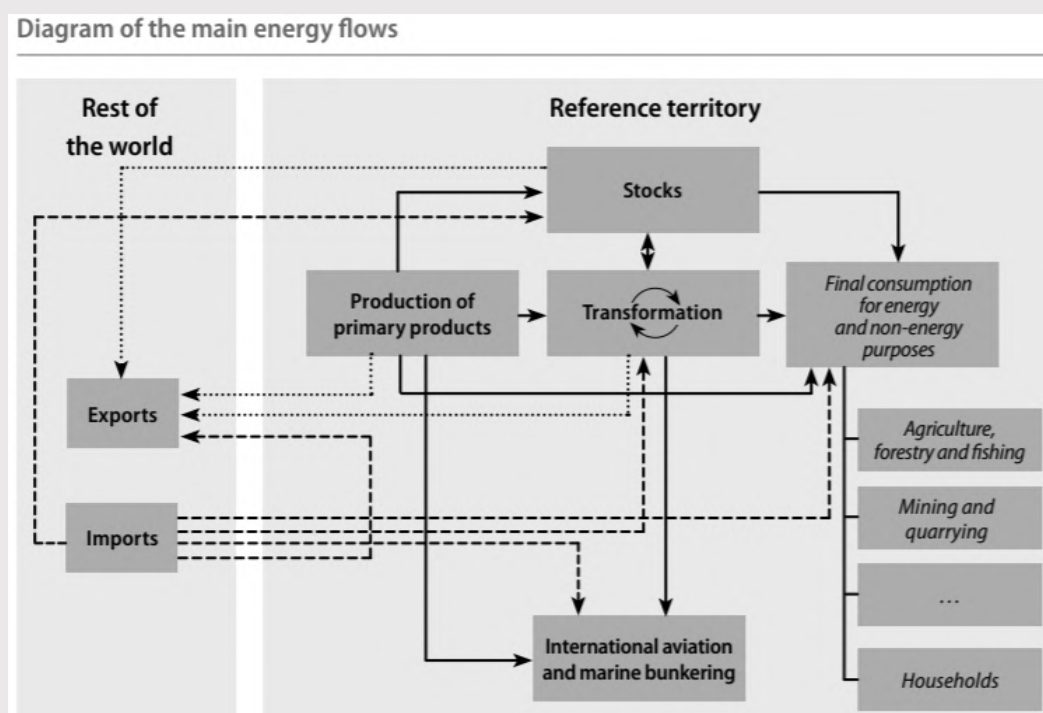 Diagram of the main energy flows
Rest of
the world
Reference territory
Stocks
Production of
primary products
Transformation
Final consumption
for energy
and non-energy
purposes
Exports
Agriculture,
forestry and fishing
Imports
Mining and
quarrying
...
International aviation
and marine bunkering
Households